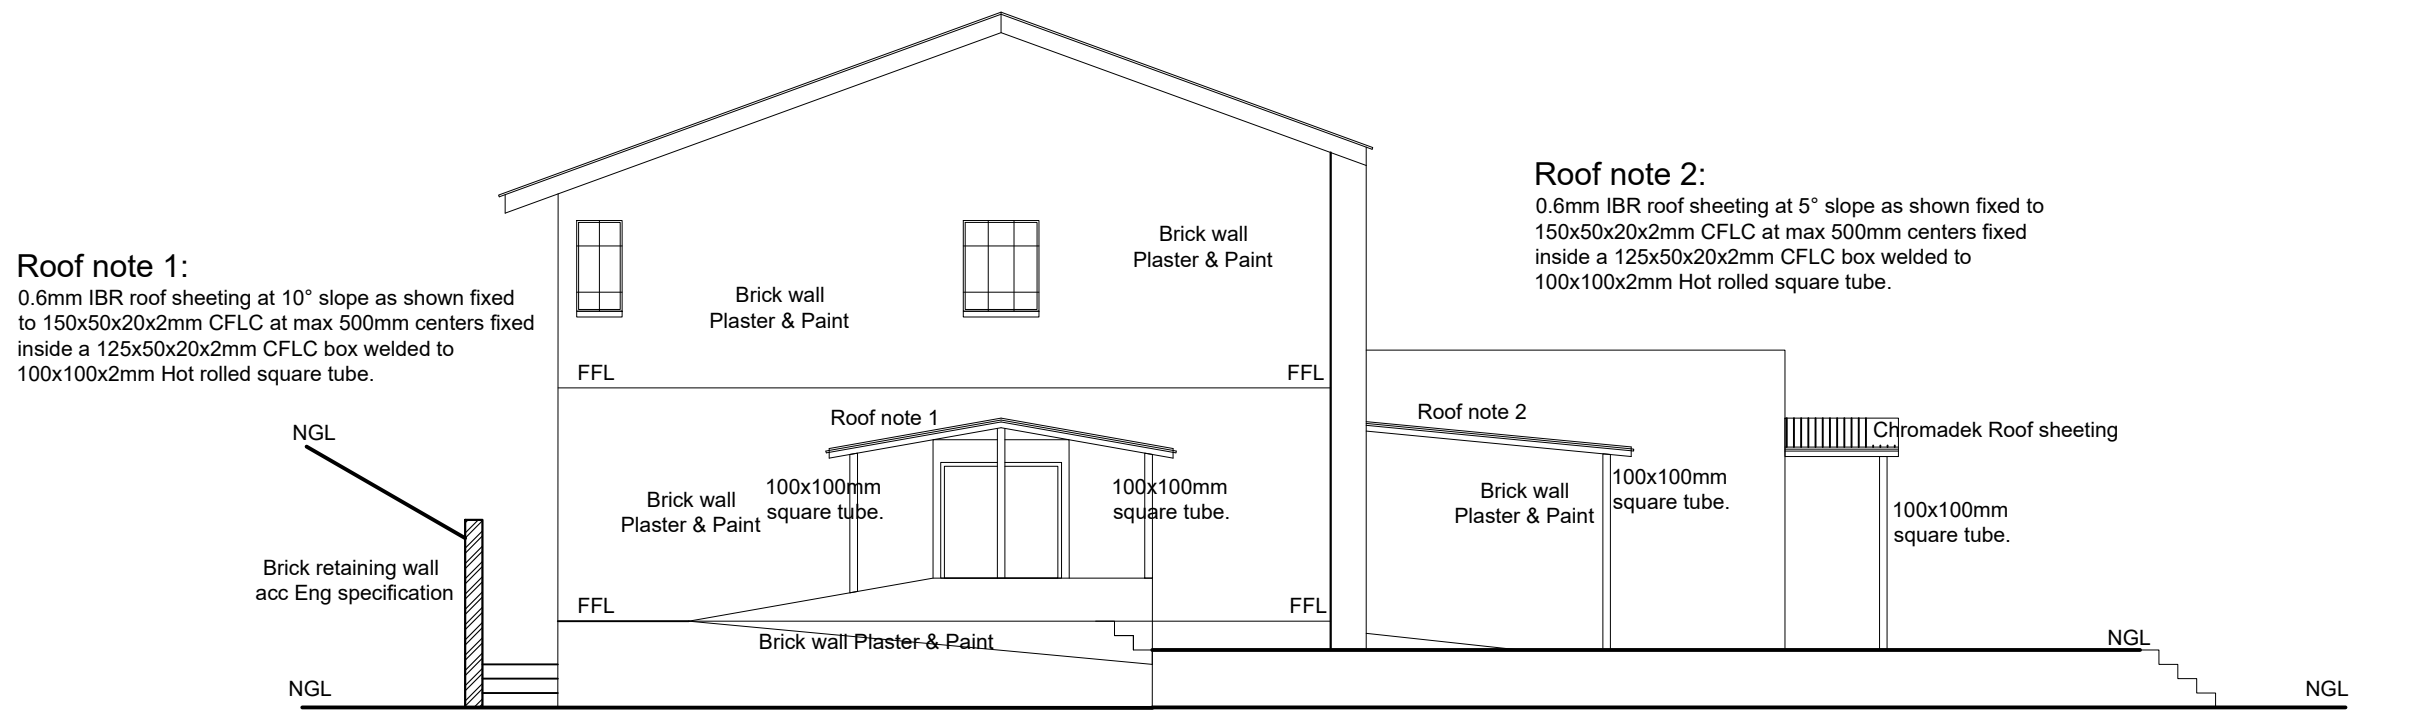 Roof note 1:
0.6mm IBR roof sheeting at 10° slope as shown fixed
to 150x50x20x2mm CFLC at max 500mm centers fixed
inside a 125x50x20x2mm CFLC box welded to
100x100x2mm Hot rolled square tube.
Roof note 2:
0.6mm IBR roof sheeting at 5° slope as shown fixed to
150x50x20x2mm CFLC at max 500mm centers fixed
inside a 125x50x20x2mm CFLC box welded to
100x100x2mm Hot rolled square tube.
Brick wall
Plaster & Paint
Brick wall
Plaster & Paint
FFL
FFL
Roof note 1
Roof note 2
NGL
Chromadek Roof sheeting
Brick wall
Plaster & Paint
100x100mm
square tube.
100x100mm
square tube.
Brick wall
Plaster & Paint
100x100mm
square tube.
100x100mm
square tube.
Brick retaining wall
acc Eng specification
FFL
FFL
Brick wall Plaster & Paint
NGL
NGL
NGL